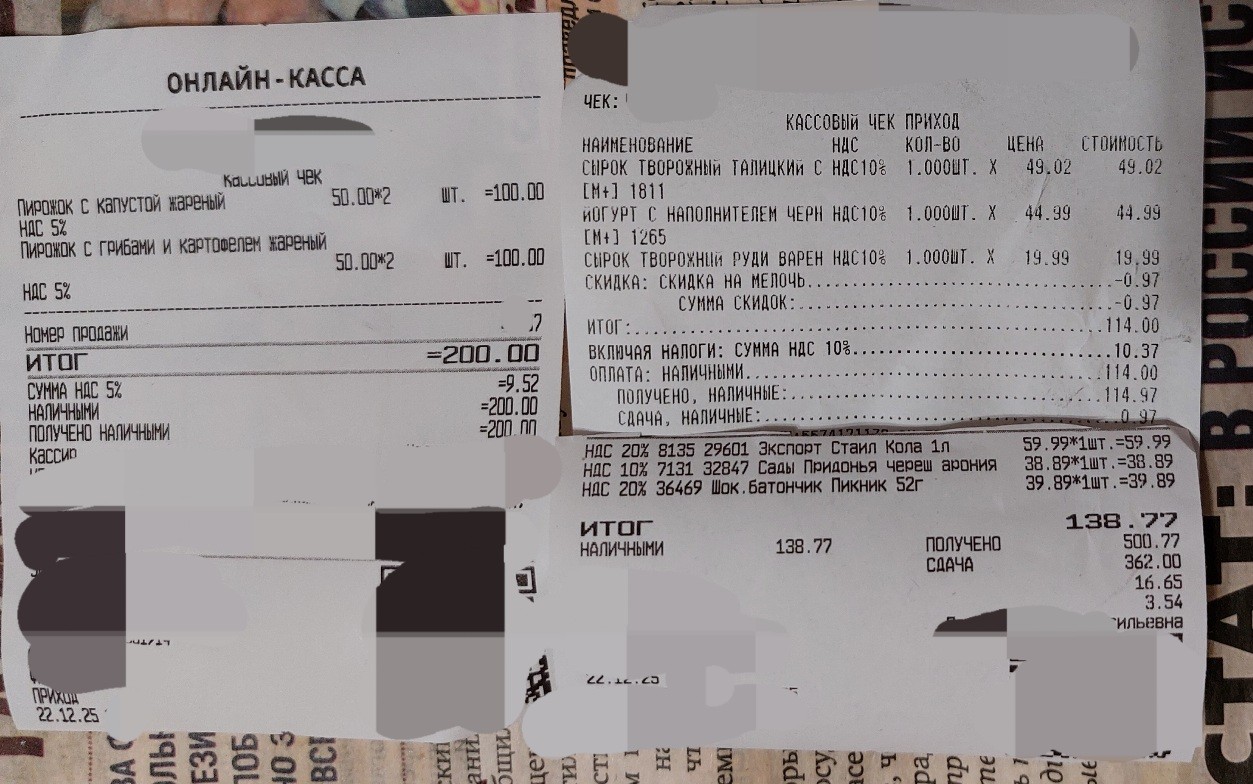 ОНЛАЙН-КАССА
Кассовый чек
Пирожок с капустой жареный
50.00*2 шт. =100.00
НДС 5%
Пирожок с грибами и картофелем жареный
50.00*2 шт. =100.00
НДС 5%
Номер продажи 7
ИТОГ =200.00
СУММА НДС 5% =9.52
НАЛИЧНЫМИ =200.00
ПОЛУЧЕНО НАЛИЧНЫМИ =200.00
Кассир
ПРИХОД
22.12.25
ЧЕК:
КАССОВЫЙ ЧЕК ПРИХОД
НАИМЕНОВАНИЕ НДС КОЛ-ВО ЦЕНА СТОИМОСТЬ
СЫРОК ТВОРОЖНЫЙ ТАЛИЦКИЙ С НДС10% 1.000ШТ. X 49.02 49.02
[M+] 1811
ЙОГУРТ С НАПОЛНИТЕЛЕМ ЧЕРН НДС10% 1.000ШТ. X 44.99 44.99
[M+] 1265
СЫРОК ТВОРОЖНЫЙ РУДИ ВАРЕН НДС10% 1.000ШТ. X 19.99 19.99
СКИДКА: СКИДКА НА МЕЛОЧЬ..................-0.97
СУММА СКИДОК:..................-0.97
ИТОГ:..................114.00
ВКЛЮЧАЯ НАЛОГИ: СУММА НДС 10%..................10.37
ОПЛАТА: НАЛИЧНЫМИ..................114.00
ПОЛУЧЕНО, НАЛИЧНЫЕ:..................114.97
СДАЧА, НАЛИЧНЫЕ:..................0.97
НДС 20% 8135 29601 Экспорт Стаил Кола 1л 59.99*1шт.=59.99
НДС 10% 7131 32847 Сады Придонья череш арония 38.89*1шт.=38.89
НДС 20% 36469 Шок.батончик Пикник 52г 39.89*1шт.=39.89
ИТОГ 138.77
НАЛИЧНЫМИ 138.77 ПОЛУЧЕНО 500.77
СДАЧА 362.00
16.65
3.54
ильевна
22.12.25
СТАТЬ В РОССИИ ИС